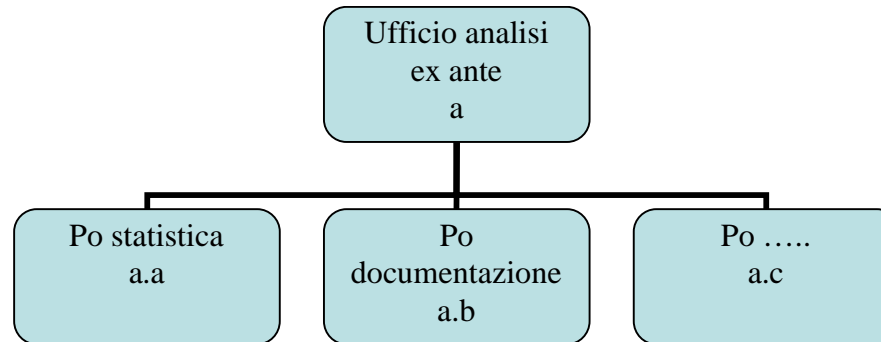 Ufficio analisi
ex ante
a
Po statistica
a.a
Po
documentazione
a.b
Po …..
a.c